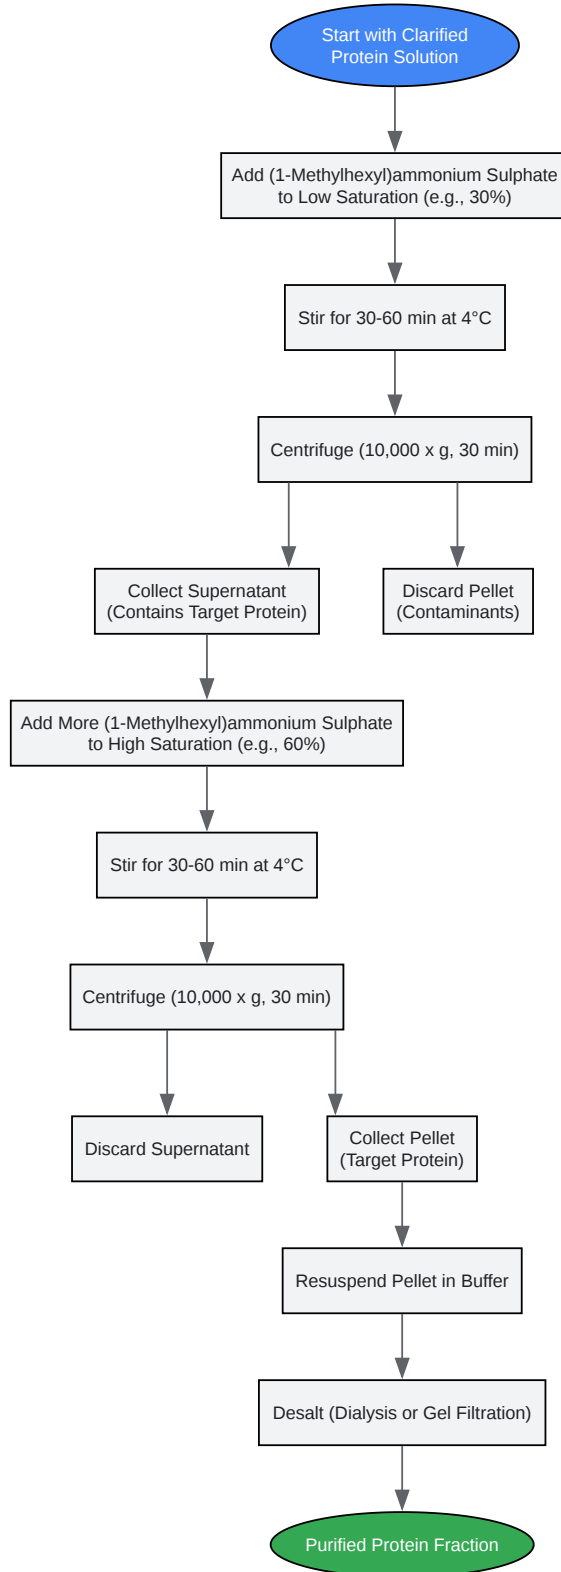 Start with Clarified
Protein Solution
Add (1-Methylhexyl)ammonium Sulphate
to Low Saturation (e.g., 30%)
Stir for 30-60 min at 4°C
Centrifuge (10,000 x g, 30 min)
Collect Supernatant
(Contains Target Protein)
Discard Pellet
(Contaminants)
Add More (1-Methylhexyl)ammonium Sulphate
to High Saturation (e.g., 60%)
Stir for 30-60 min at 4°C
Centrifuge (10,000 x g, 30 min)
Discard Supernatant
Collect Pellet
(Target Protein)
Resuspend Pellet in Buffer
Desalt (Dialysis or Gel Filtration)
Purified Protein Fraction